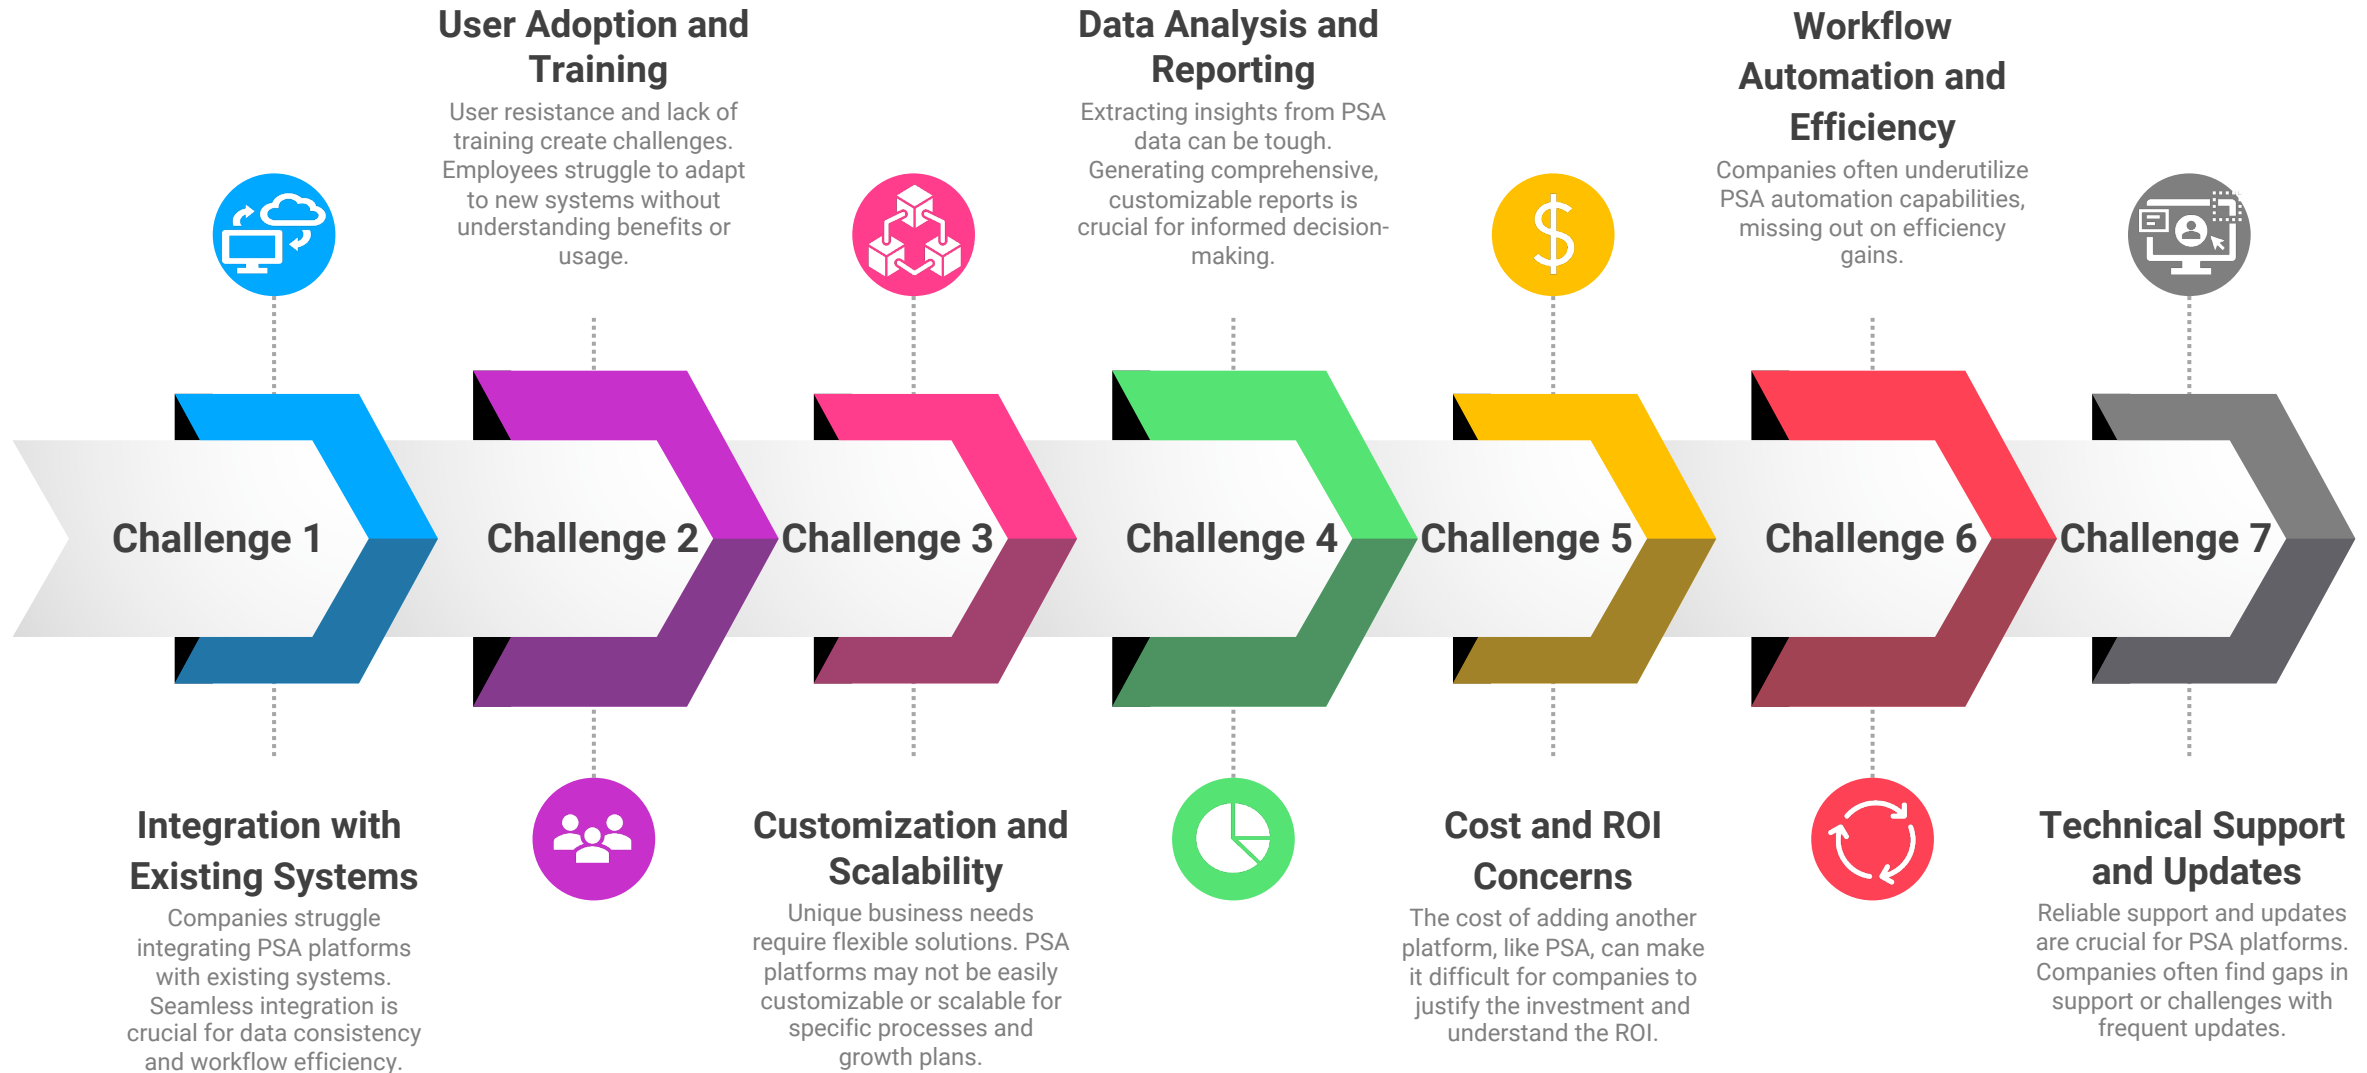 User Adoption and
Training
User resistance and lack of
training create challenges.
Employees struggle to adapt
to new systems without
understanding benefits or
usage.
Data Analysis and
Reporting
Extracting insights from PSA
data can be tough.
Generating comprehensive,
customizable reports is
crucial for informed decision-
making.
Workflow
Automation and
Efficiency
Companies often underutilize
PSA automation capabilities,
missing out on efficiency
gains.
Challenge 1
Challenge 2
Challenge 3
Challenge 4
Challenge 5
Challenge 6
Challenge 7
Integration with
Existing Systems
Companies struggle
integrating PSA platforms
with existing systems.
Seamless integration is
crucial for data consistency
and workflow efficiency.
Customization and
Scalability
Unique business needs
require flexible solutions. PSA
platforms may not be easily
customizable or scalable for
specific processes and
growth plans.
Cost and ROI
Concerns
The cost of adding another
platform, like PSA, can make
it difficult for companies to
justify the investment and
understand the ROI.
Technical Support
and Updates
Reliable support and updates
are crucial for PSA platforms.
Companies often find gaps in
support or challenges with
frequent updates.